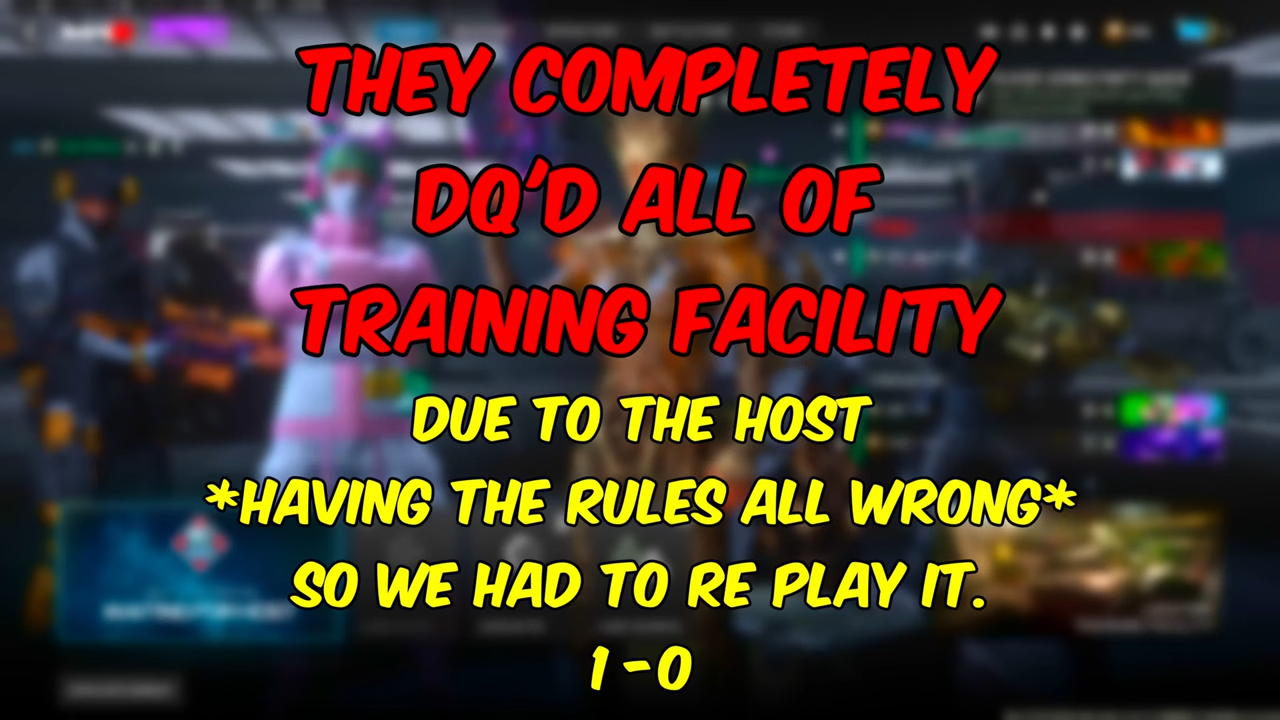 THEY COMPLETELY
DQ'D ALL OF
TRAINING FACILITY
DUE TO THE HOST
*HAVING THE RULES ALL WRONG*
SO WE HAD TO RE PLAY IT.
1-0